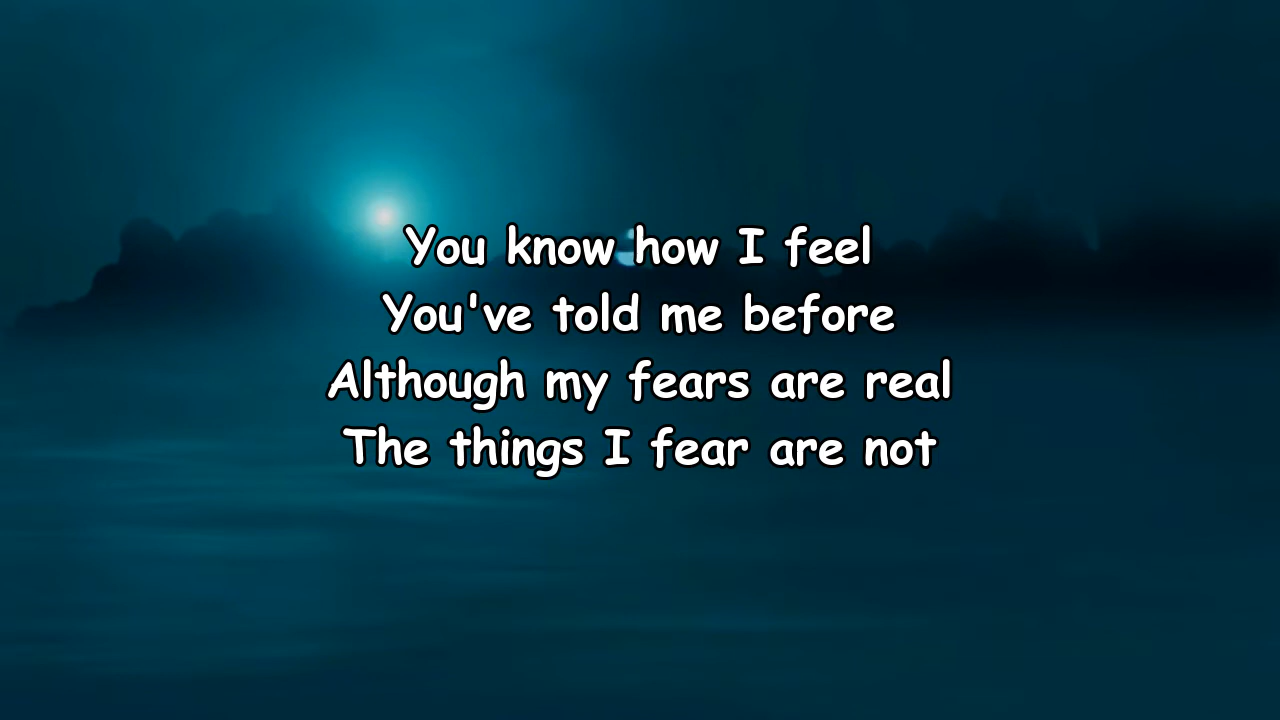 You know how I feel
You've told me before
Although my fears are real
The things I fear are not